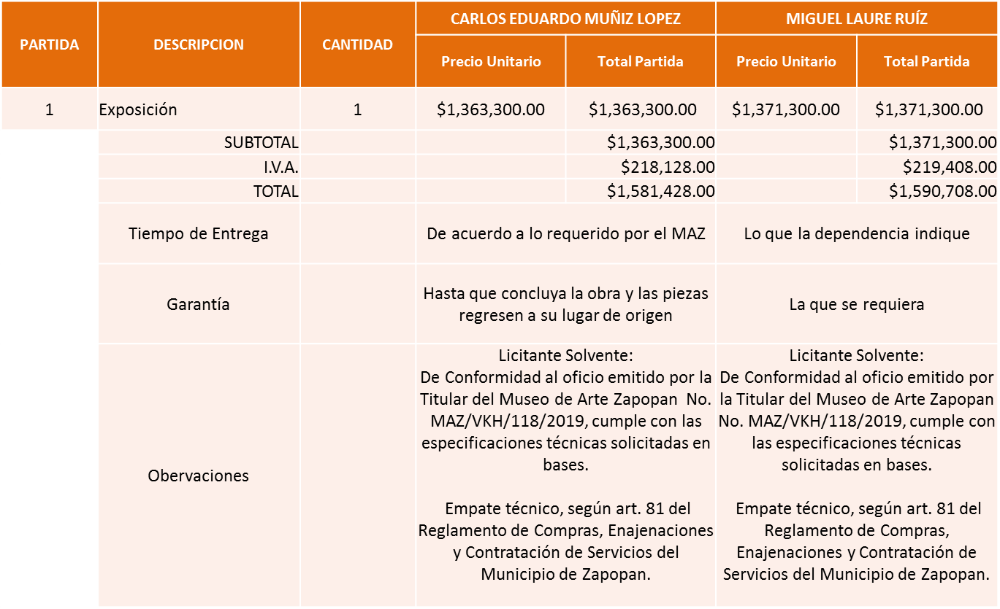 PARTIDA DESCRIPCION CANTIDAD CARLOS EDUARDO MUÑIZ LOPEZ MIGUEL LAURE RUÍZ
Precio Unitario Total Partida Precio Unitario Total Partida
1 Exposición 1 $1,363,300.00 $1,363,300.00 $1,371,300.00 $1,371,300.00
SUBTOTAL $1,363,300.00 $1,371,300.00
I.V.A. $218,128.00 $219,408.00
TOTAL $1,581,428.00 $1,590,708.00
Tiempo de Entrega De acuerdo a lo requerido por el MAZ Lo que la dependencia indique
Garantía
Hasta que concluya la obra y las piezas
regresen a su lugar de origen
La que se requiera
Obervaciones
Licitante Solvente:
De Conformidad al oficio emitido por la
Titular del Museo de Arte Zapopan No.
MAZ/VKH/118/2019, cumple con las
especificaciones técnicas solicitadas en
bases.
Empate técnico, según art. 81 del
Reglamento de Compras, Enajenaciones
y Contratación de Servicios del
Municipio de Zapopan.
Licitante Solvente:
De Conformidad al oficio emitido por
la Titular del Museo de Arte Zapopan
No. MAZ/VKH/118/2019, cumple con
las especificaciones técnicas
solicitadas en bases.
Empate técnico, según art. 81 del
Reglamento de Compras,
Enajenaciones y Contratación de
Servicios del Municipio de Zapopan.